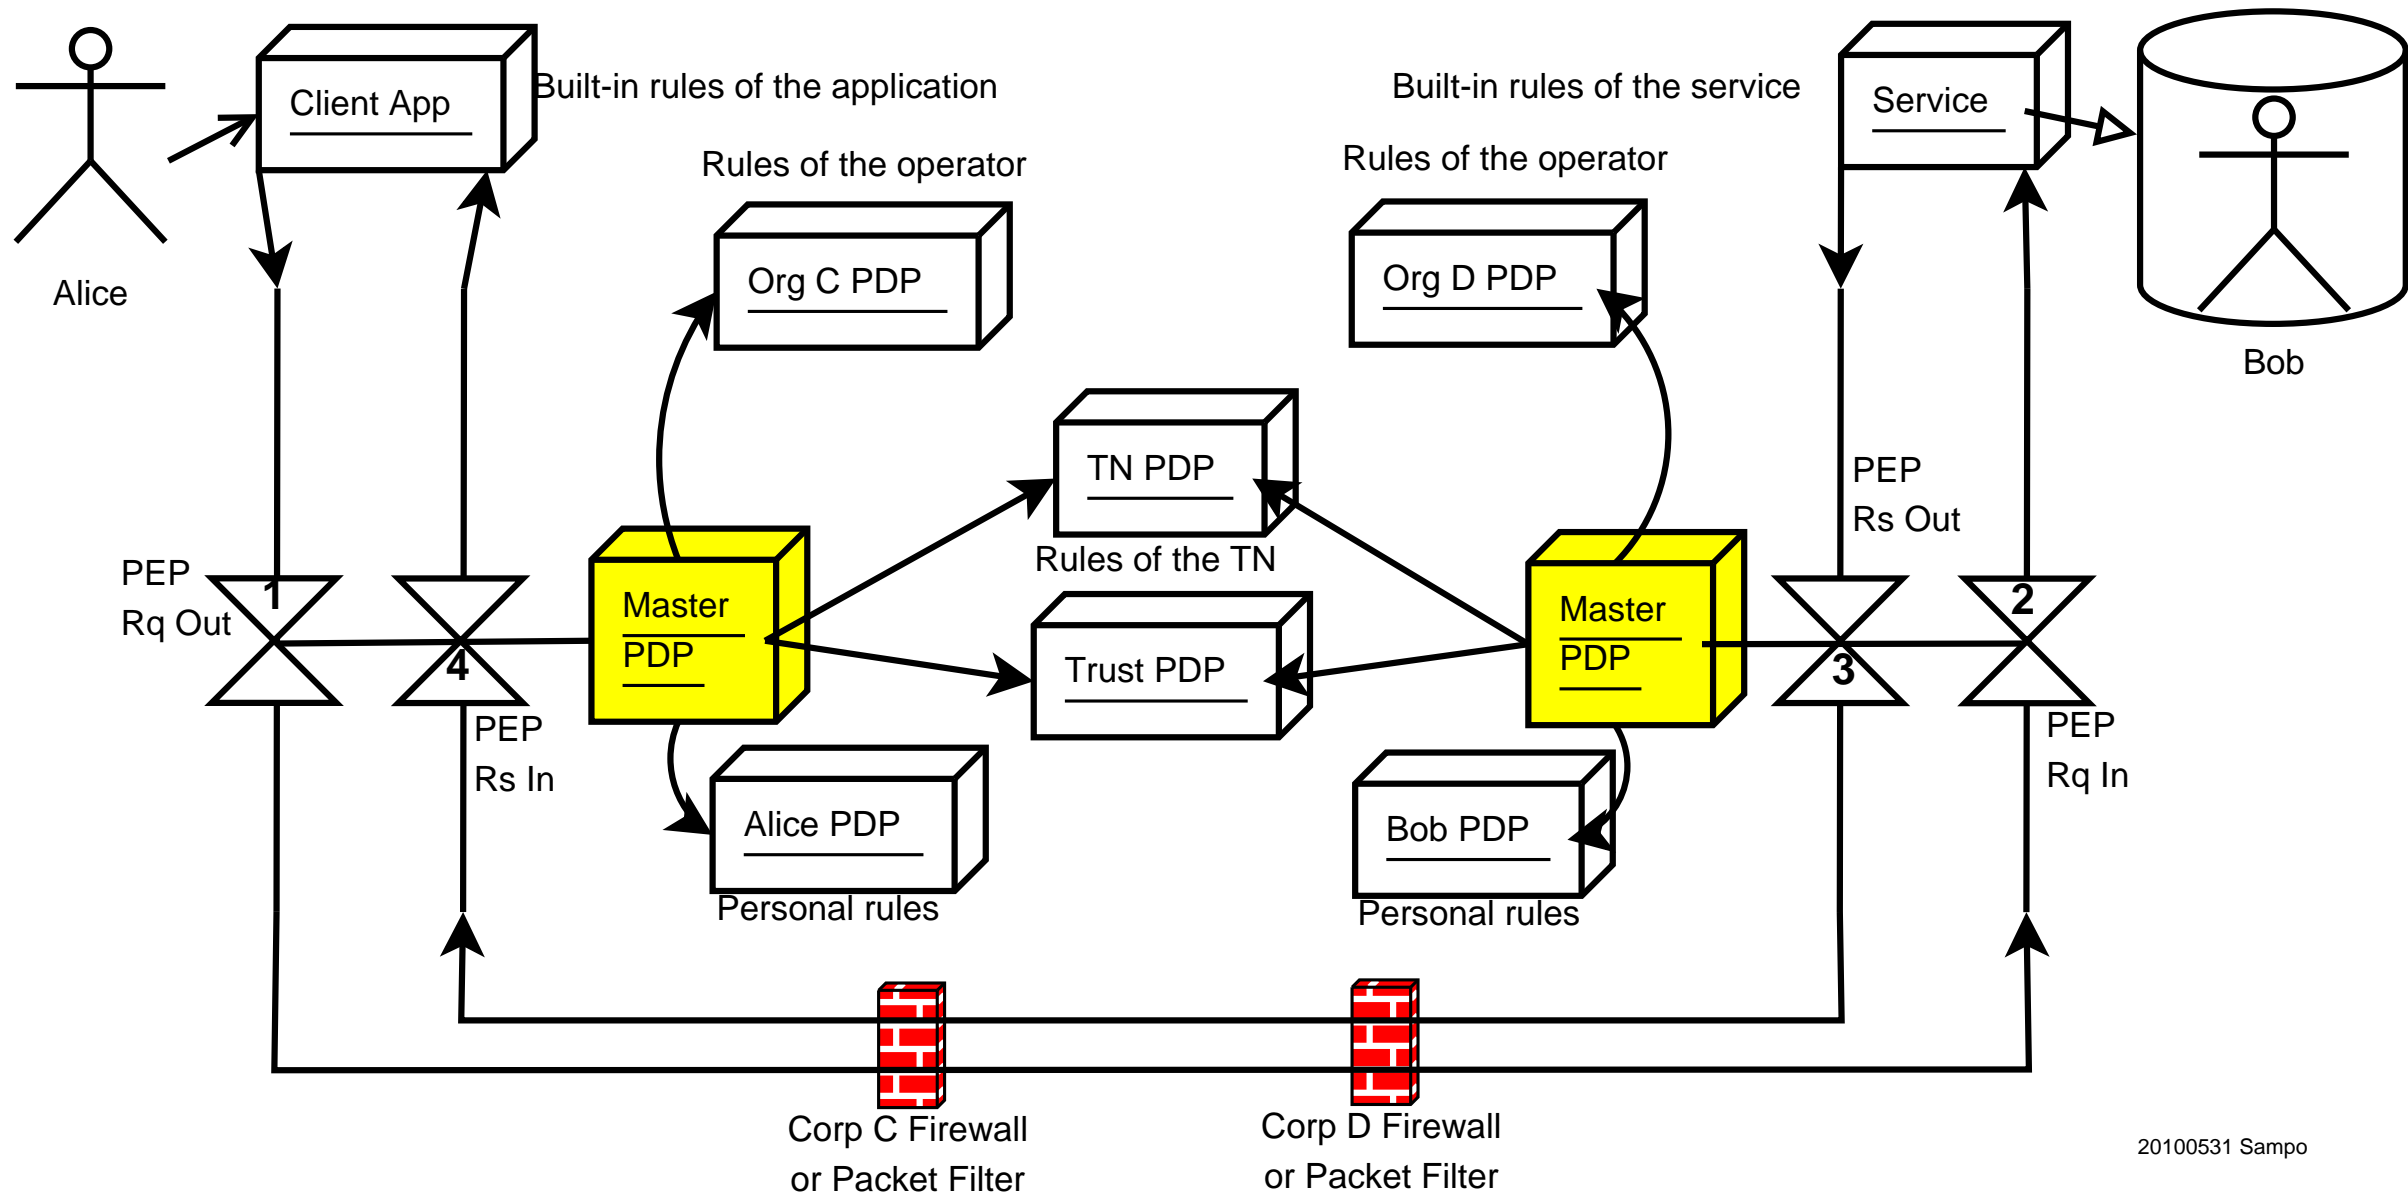 Client App
Built-in rules of the application
Built-in rules of the service
Service
Rules of the operator
Rules of the operator
Alice
Org C PDP
Org D PDP
Bob
TN PDP
Rules of the TN
PEP
Rs Out
PEP
Rq Out
1
4
Master
PDP
Trust PDP
Master
PDP
3
2
PEP
Rs In
PEP
Rq In
Alice PDP
Personal rules
Bob PDP
Personal rules
Corp C Firewall
or Packet Filter
Corp D Firewall
or Packet Filter
20100531 Sampo